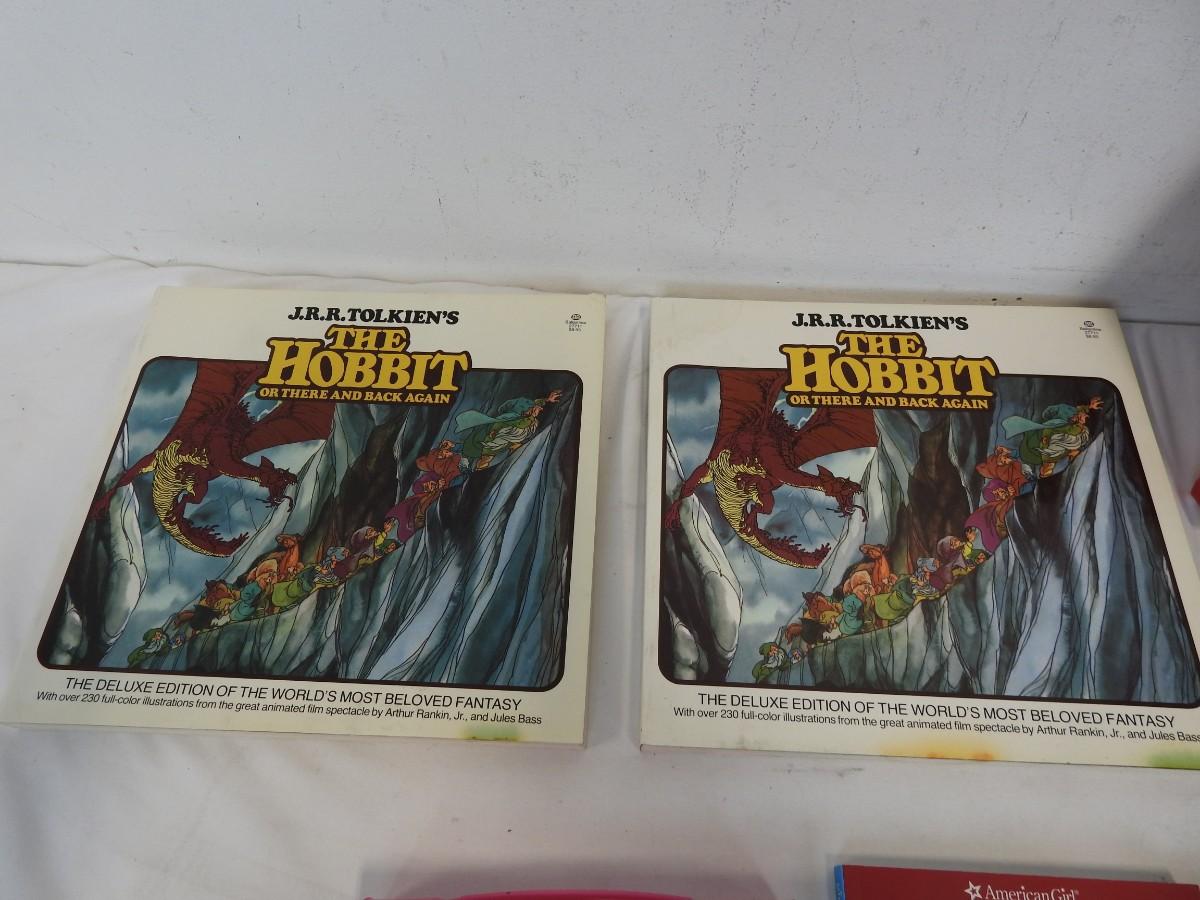 J.R.R. TOLKIEN'S
THE
HOBBIT
OR THERE AND BACK AGAIN
THE DELUXE EDITION OF THE WORLD'S MOST BELOVED FANTASY
With over 230 full-color illustrations from the great animated film spectacle by Arthur Rankin, Jr., and Jules Bass
J.R.R. TOLKIEN'S
THE
HOBBIT
OR THERE AND BACK AGAIN
THE DELUXE EDITION OF THE WORLD'S MOST BELOVED FANTASY
With over 230 full-color illustrations from the great animated film spectacle by Arthur Rankin, Jr., and Jules Bass
American Girl®